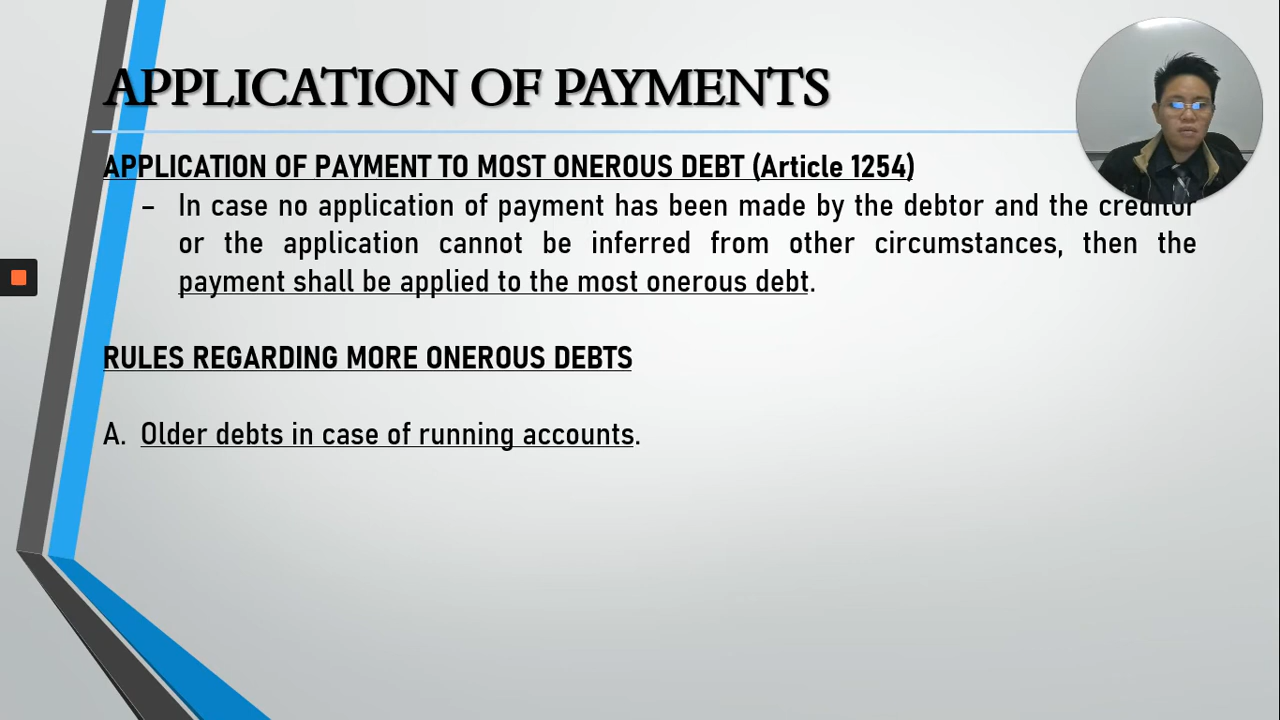 APPLICATION OF PAYMENTS
APPLICATION OF PAYMENT TO MOST ONEROUS DEBT (Article 1254)
– In case no application of payment has been made by the debtor and the creditor
or the application cannot be inferred from other circumstances, then the
payment shall be applied to the most onerous debt.
RULES REGARDING MORE ONEROUS DEBTS
A. Older debts in case of running accounts.